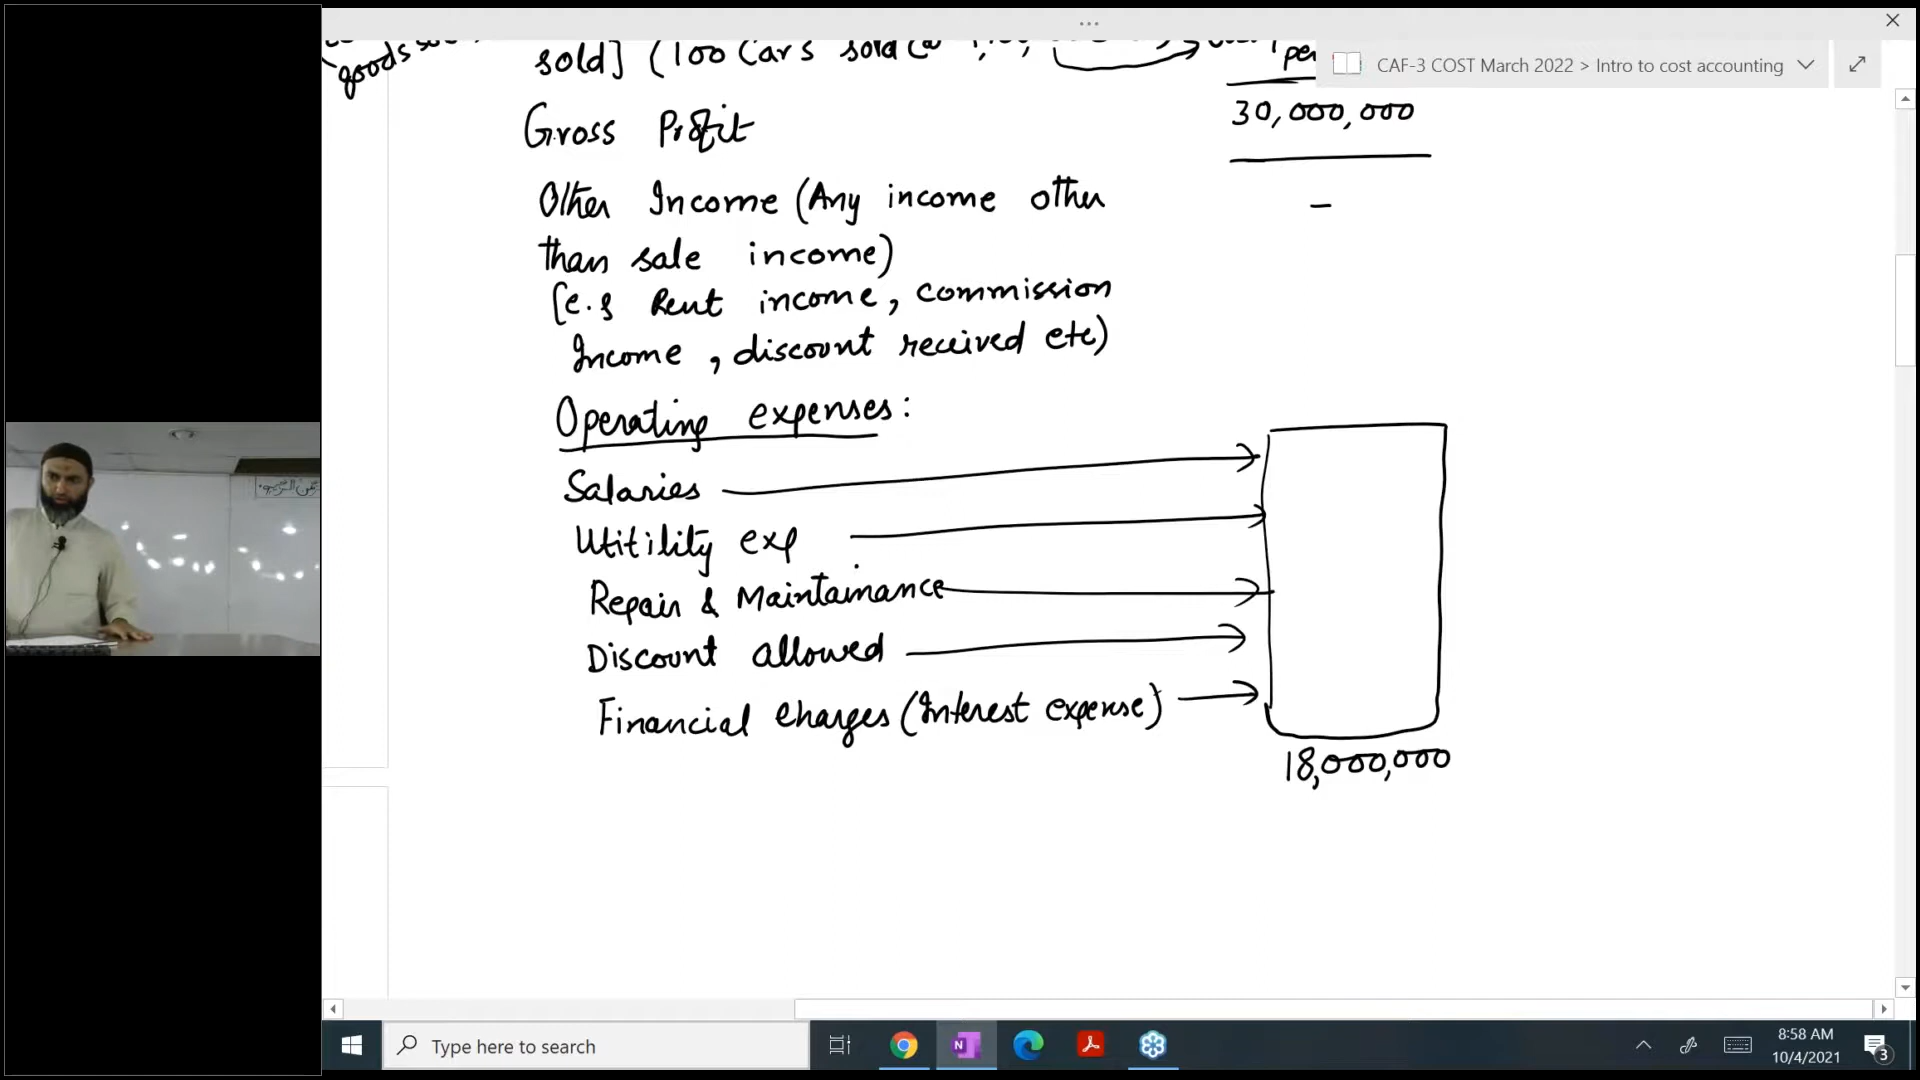 CAF-3 COST March 2022 > Intro to cost accounting
goods
sold] (100 Cars sold @
30,000,000
Gross Profit
Other Income (Any income other
–
than sale income)
[e.g Rent income, commission
Income, discount received etc)
Operating expenses:
Salaries
Utitility exp
Repair & Maintainance
Discount allowed
Financial charges (Interest expense)
18,000,000
Type here to search
8:58 AM
10/4/2021
3